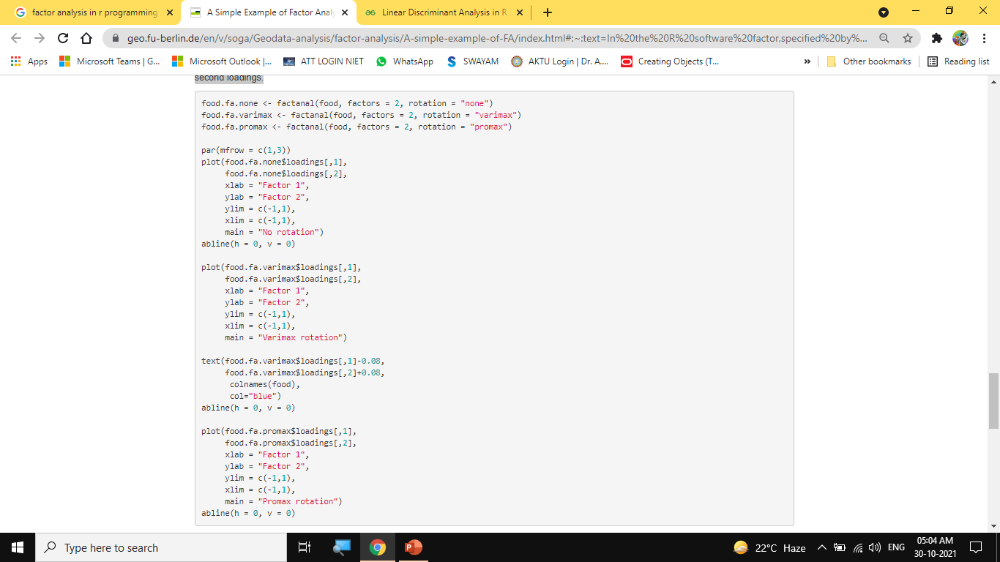 factor analysis in r programming
A Simple Example of Factor Analy
Linear Discriminant Analysis in R
geo.fu-berlin.de/en/v/soga/Geodata-analysis/factor-analysis/A-simple-example-of-FA/index.html#:~:text=In%20the%20R%20software%20factor,specified%20by%...
Apps
Microsoft Teams | G...
Microsoft Outlook |...
ATT LOGIN NIET
WhatsApp
SWAYAM
AKTU Login | Dr. A....
Creating Objects (T...
»
Other bookmarks
Reading list
second loadings.
food.fa.none <- factanal(food, factors = 2, rotation = "none")
food.fa.varimax <- factanal(food, factors = 2, rotation = "varimax")
food.fa.promax <- factanal(food, factors = 2, rotation = "promax")
par(mfrow = c(1,3))
plot(food.fa.none$loadings[,1],
food.fa.none$loadings[,2],
xlab = "Factor 1",
ylab = "Factor 2",
ylim = c(-1,1),
xlim = c(-1,1),
main = "No rotation")
abline(h = 0, v = 0)
plot(food.fa.varimax$loadings[,1],
food.fa.varimax$loadings[,2],
xlab = "Factor 1",
ylab = "Factor 2",
ylim = c(-1,1),
xlim = c(-1,1),
main = "Varimax rotation")
text(food.fa.varimax$loadings[,1]-0.08,
food.fa.varimax$loadings[,2]+0.08,
colnames(food),
col="blue")
abline(h = 0, v = 0)
plot(food.fa.promax$loadings[,1],
food.fa.promax$loadings[,2],
xlab = "Factor 1",
ylab = "Factor 2",
ylim = c(-1,1),
xlim = c(-1,1),
main = "Promax rotation")
abline(h = 0, v = 0)
Type here to search
22°C Haze
ENG
05:04 AM
30-10-2021